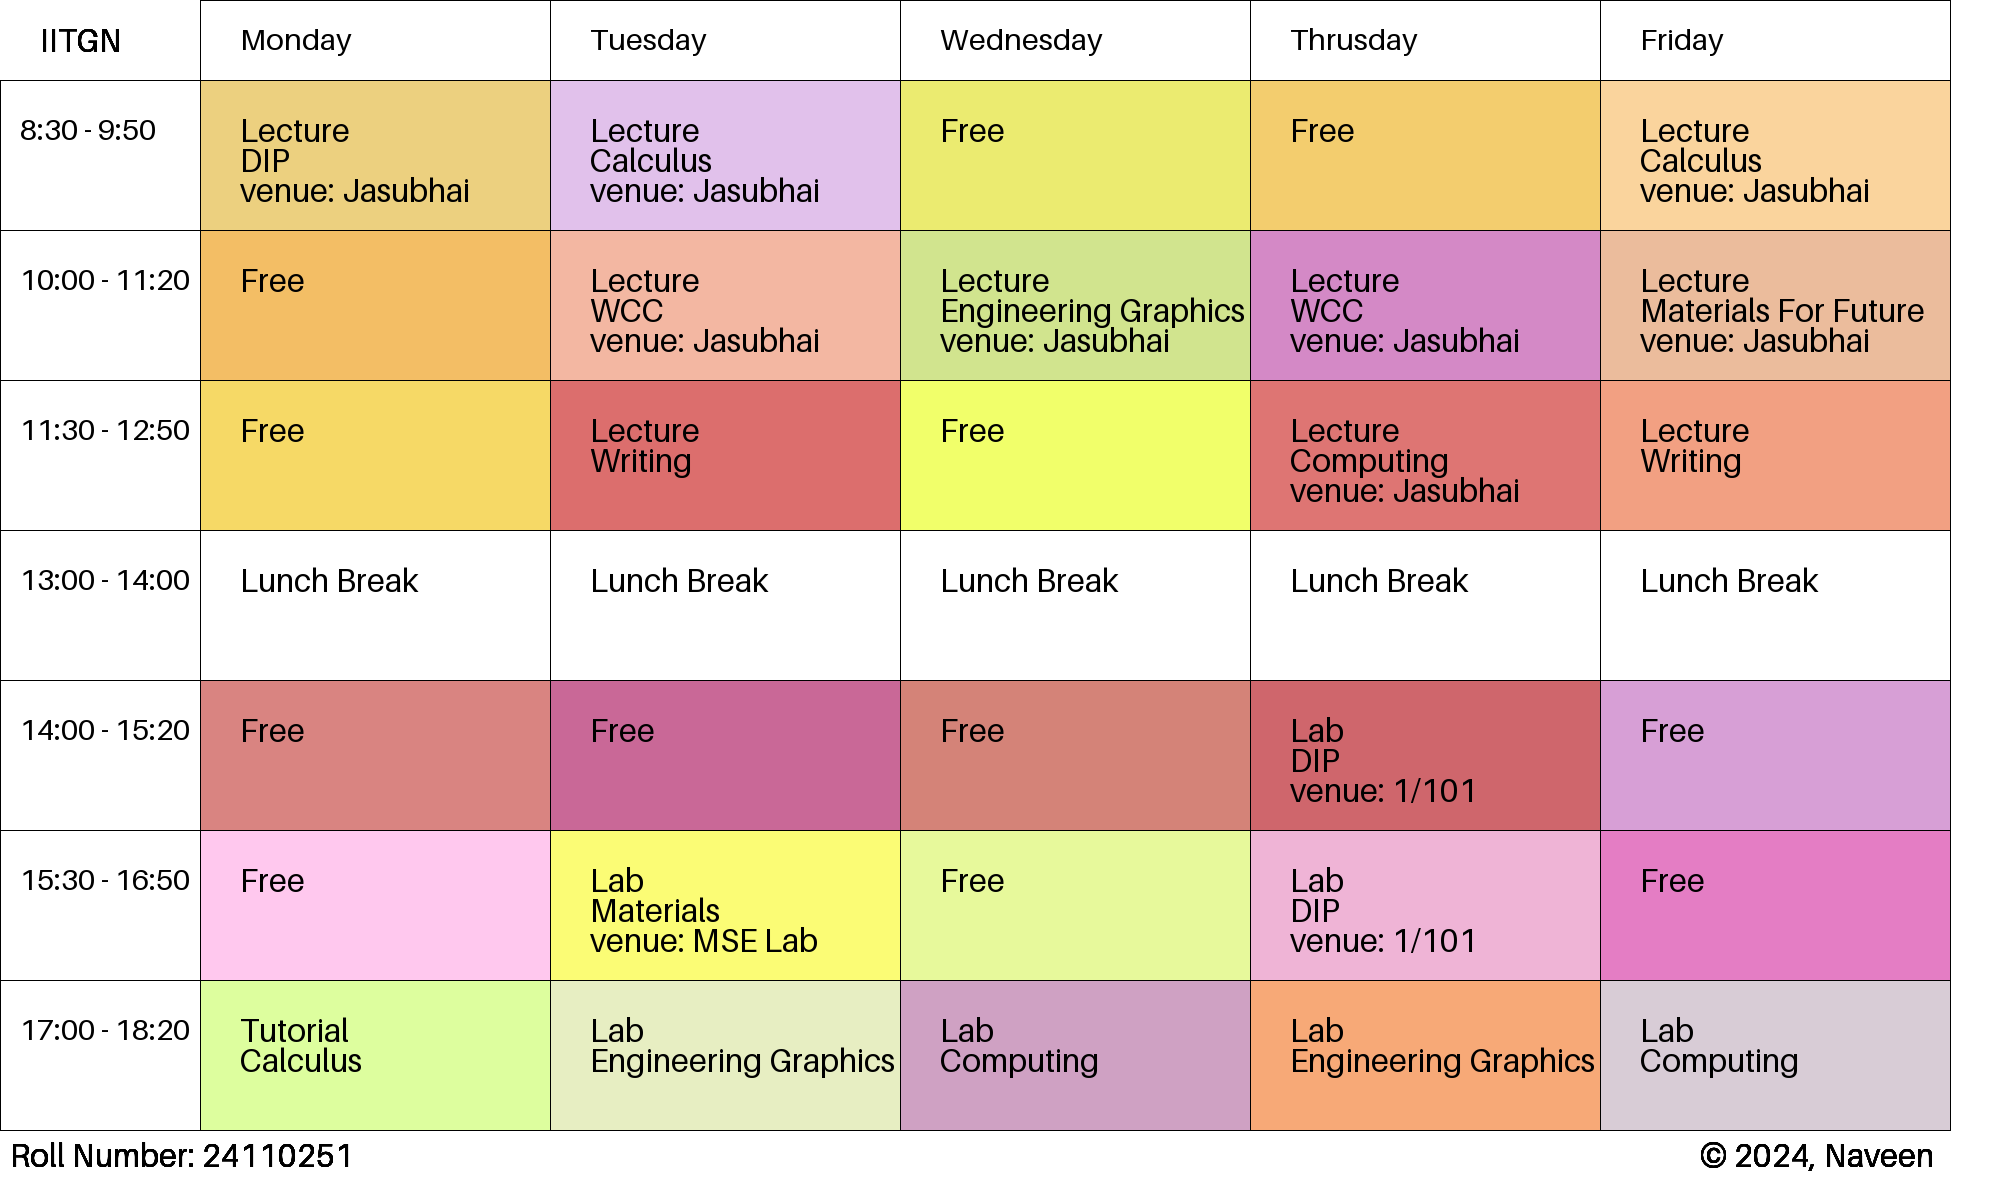 IITGN Monday Tuesday Wednesday Thrusday Friday
8:30 - 9:50
Lecture
DIP
venue: Jasubhai
Lecture
Calculus
venue: Jasubhai
Free
Free
Lecture
Calculus
venue: Jasubhai
10:00 - 11:20
Free
Lecture
WCC
venue: Jasubhai
Lecture
Engineering Graphics
venue: Jasubhai
Lecture
WCC
venue: Jasubhai
Lecture
Materials For Future
venue: Jasubhai
11:30 - 12:50
Free
Lecture
Writing
Free
Lecture
Computing
venue: Jasubhai
Lecture
Writing
13:00 - 14:00
Lunch Break
Lunch Break
Lunch Break
Lunch Break
Lunch Break
14:00 - 15:20
Free
Free
Free
Lab
DIP
venue: 1/101
Free
15:30 - 16:50
Free
Lab
Materials
venue: MSE Lab
Free
Lab
DIP
venue: 1/101
Free
17:00 - 18:20
Tutorial
Calculus
Lab
Engineering Graphics
Lab
Computing
Lab
Engineering Graphics
Lab
Computing
Roll Number: 24110251
© 2024, Naveen